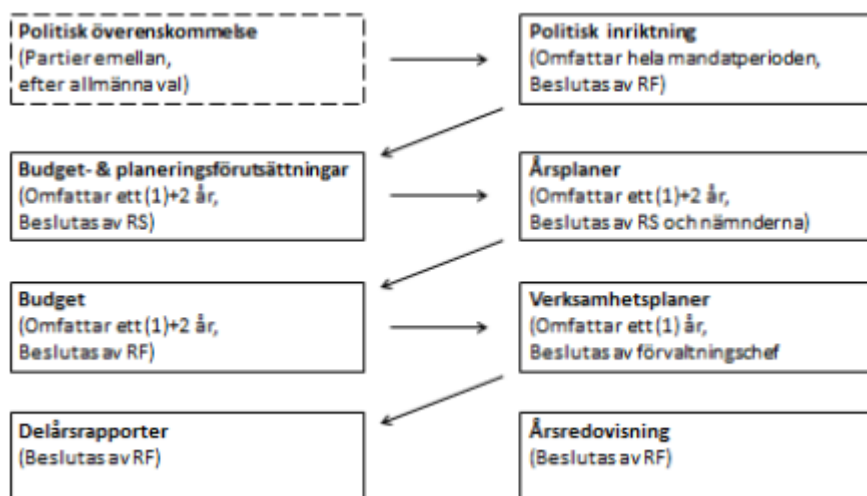 Politisk överenskommelse
(Partier emellan,
efter allmänna val)
Politisk inriktning
(Omfattar hela mandatperioden,
Beslutas av RF)
Budget- & planeringsförutsättningar
(Omfattar ett (1)+2 år,
Beslutas av RS)
Årsplaner
(Omfattar ett (1)+2 år,
Beslutas av RS och nämnderna)
Budget
(Omfattar ett (1)+2 år,
Beslutas av RF)
Verksamhetsplaner
(Omfattar ett (1) år,
Beslutas av förvaltningschef
Delårsrapporter
(Beslutas av RF)
Årsredovisning
(Beslutas av RF)